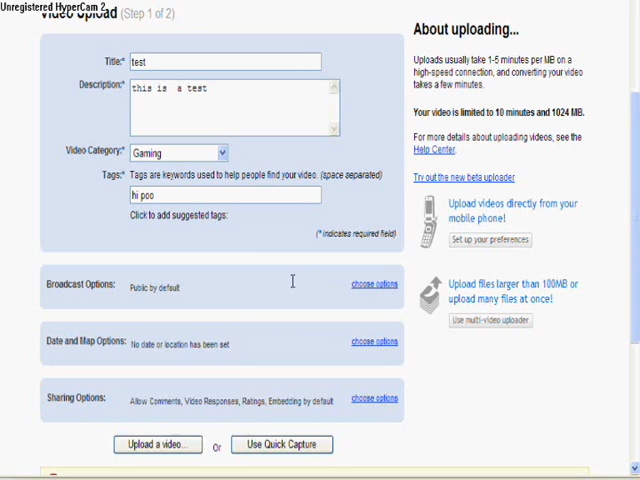 Unregistered HyperCam 2
Video Upload (Step 1 of 2)
Title:* test
Description:* this is a test
Video Category:* Gaming
Tags:* Tags are keywords used to help people find your video. (space separated)
hi poo
Click to add suggested tags:
(* indicates required field)
Broadcast Options: Public by default choose options
Date and Map Options: No date or location has been set choose options
Sharing Options: Allow Comments, Video Responses, Ratings, Embedding by default choose options
Upload a video... Or Use Quick Capture
About uploading...
Uploads usually take 1-5 minutes per MB on a
high-speed connection, and converting your video
takes a few minutes.
Your video is limited to 10 minutes and 1024 MB.
For more details about uploading videos, see the
Help Center.
Try out the new beta uploader
Upload videos directly from your
mobile phone!
Set up your preferences
Upload files larger than 100MB or
upload many files at once!
Use multi-video uploader